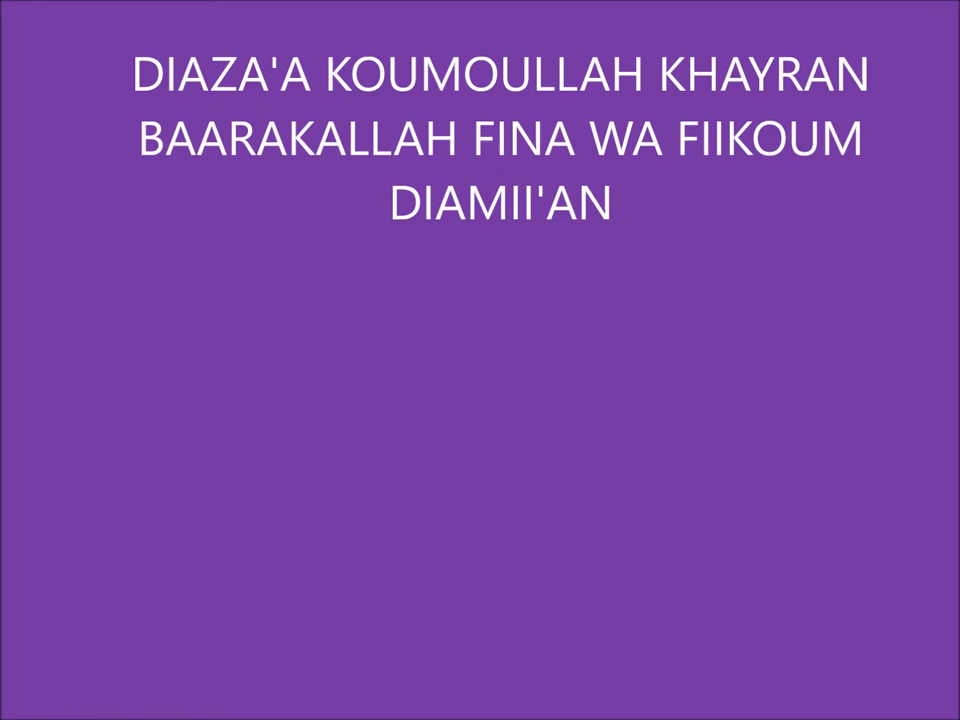 DIAZA'A KOUMOULLAH KHAYRAN
BAARAKALLAH FINA WA FIIKOUM
DIAMII'AN